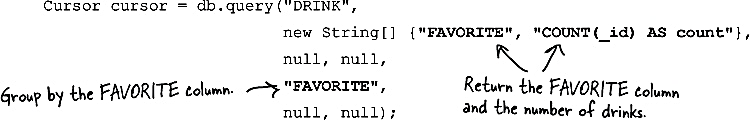 Cursor cursor = db.query("DRINK",
new String[] {"FAVORITE", "COUNT(_id) AS count"},
null, null,
"FAVORITE",
null, null);
Group by the FAVORITE column.
Return the FAVORITE column
and the number of drinks.